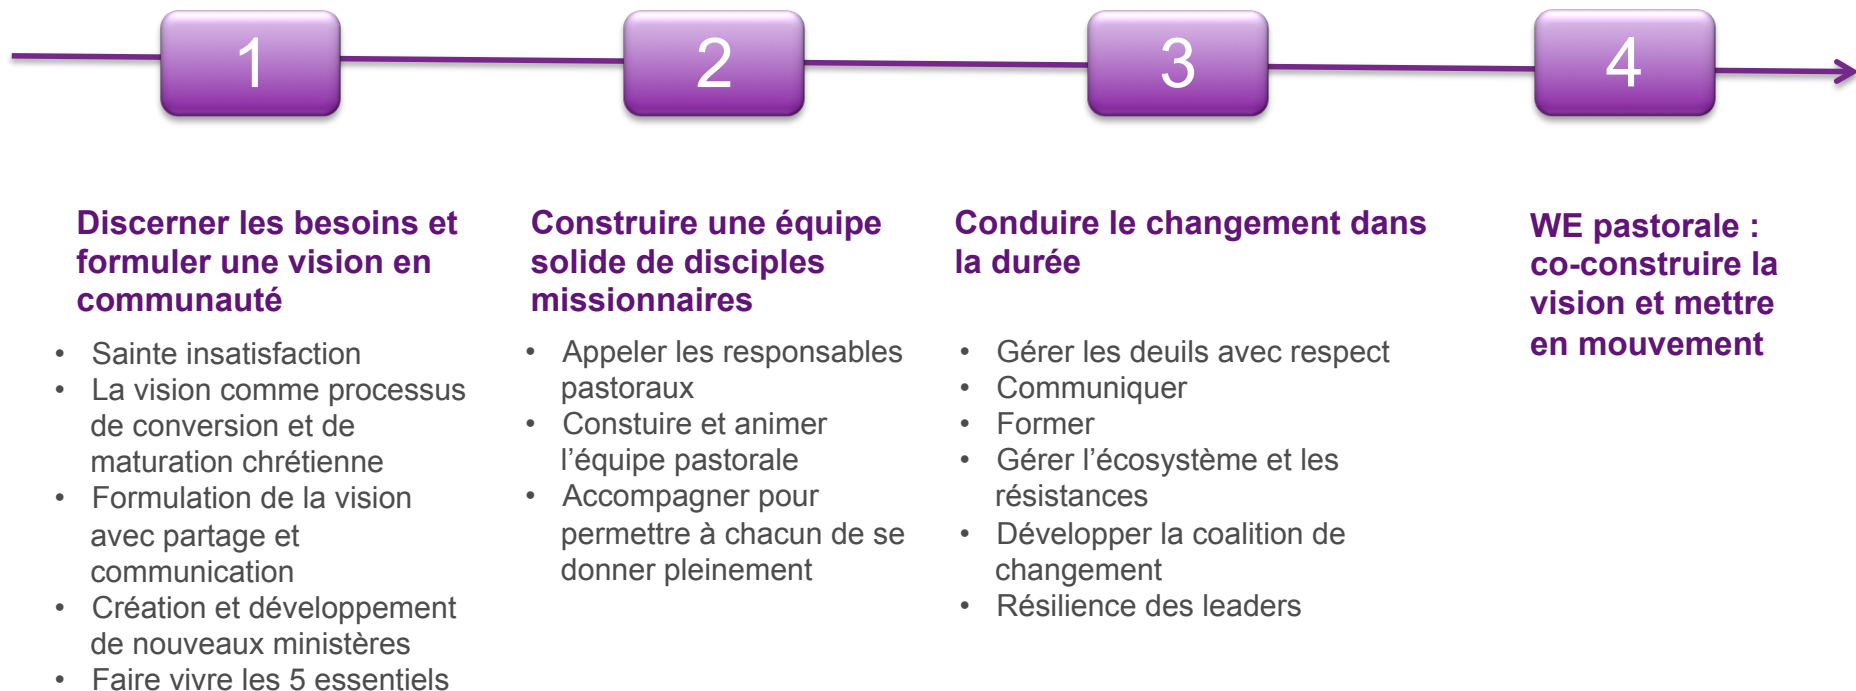 1
2
3
4
Discerner les besoins et
formuler une vision en
communauté
• Sainte insatisfaction
• La vision comme processus
de conversion et de
maturation chrétienne
• Formulation de la vision
avec partage et
communication
• Création et développement
de nouveaux ministères
• Faire vivre les 5 essentiels
Construire une équipe
solide de disciples
missionnaires
• Appeler les responsables
pastoraux
• Constuire et animer
l’équipe pastorale
• Accompagner pour
permettre à chacun de se
donner pleinement
Conduire le changement dans
la durée
• Gérer les deuils avec respect
• Communiquer
• Former
• Gérer l’écosystème et les
résistances
• Développer la coalition de
changement
• Résilience des leaders
WE pastorale :
co-construire la
vision et mettre
en mouvement